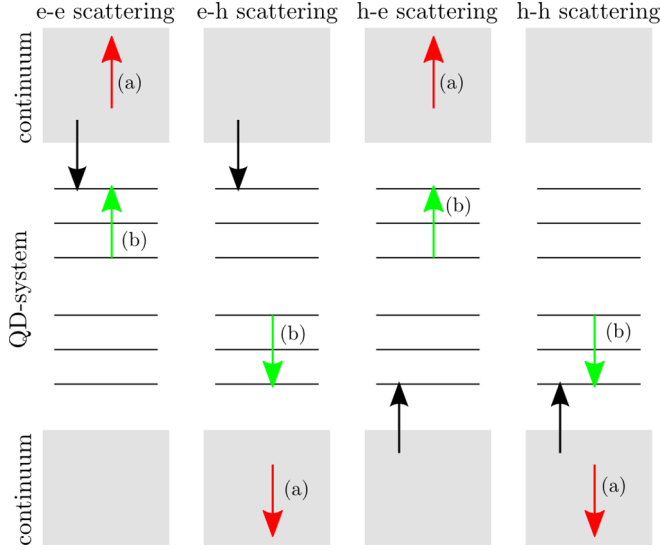 e-e scattering
e-h scattering
h-e scattering
h-h scattering
continuum
(a)
(a)
(b)
(b)
QD-system
(b)
(b)
continuum
(a)
(a)